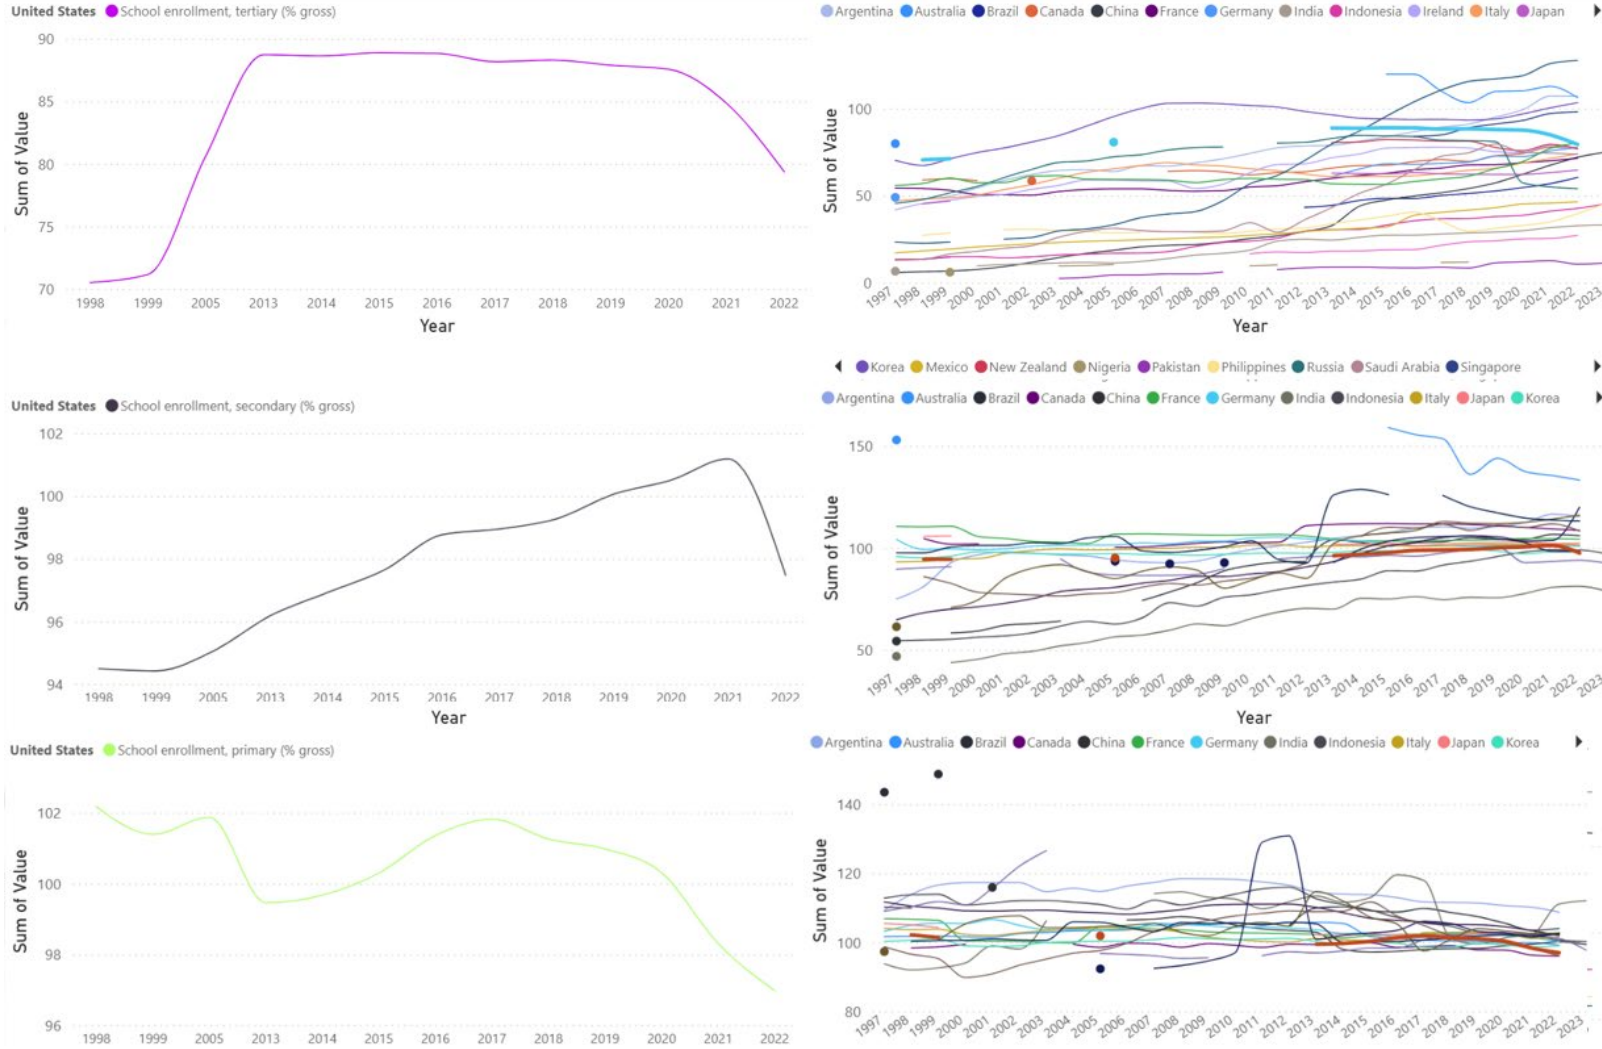 United States School enrollment, tertiary (% gross)
90
85
80
75
70
Sum of Value
1998 1999 2005 2013 2014 2015 2016 2017 2018 2019 2020 2021 2022
Year
Argentina Australia Brazil Canada China France Germany India Indonesia Ireland Italy Japan
100
50
0
Sum of Value
1997 1998 1999 2000 2001 2002 2003 2004 2005 2006 2007 2008 2009 2010 2011 2012 2013 2014 2015 2016 2017 2018 2019 2020 2021 2022 2023
Year
Korea Mexico New Zealand Nigeria Pakistan Philippines Russia Saudi Arabia Singapore
United States School enrollment, secondary (% gross)
102
100
98
96
94
Sum of Value
1998 1999 2005 2013 2014 2015 2016 2017 2018 2019 2020 2021 2022
Year
Argentina Australia Brazil Canada China France Germany India Indonesia Italy Japan Korea
150
100
50
Sum of Value
1997 1998 1999 2000 2001 2002 2003 2004 2005 2006 2007 2008 2009 2010 2011 2012 2013 2014 2015 2016 2017 2018 2019 2020 2021 2022 2023
Year
United States School enrollment, primary (% gross)
102
100
98
96
Sum of Value
1998 1999 2005 2013 2014 2015 2016 2017 2018 2019 2020 2021 2022
Argentina Australia Brazil Canada China France Germany India Indonesia Italy Japan Korea
140
120
100
80
Sum of Value
1997 1998 1999 2000 2001 2002 2003 2004 2005 2006 2007 2008 2009 2010 2011 2012 2013 2014 2015 2016 2017 2018 2019 2020 2021 2022 2023